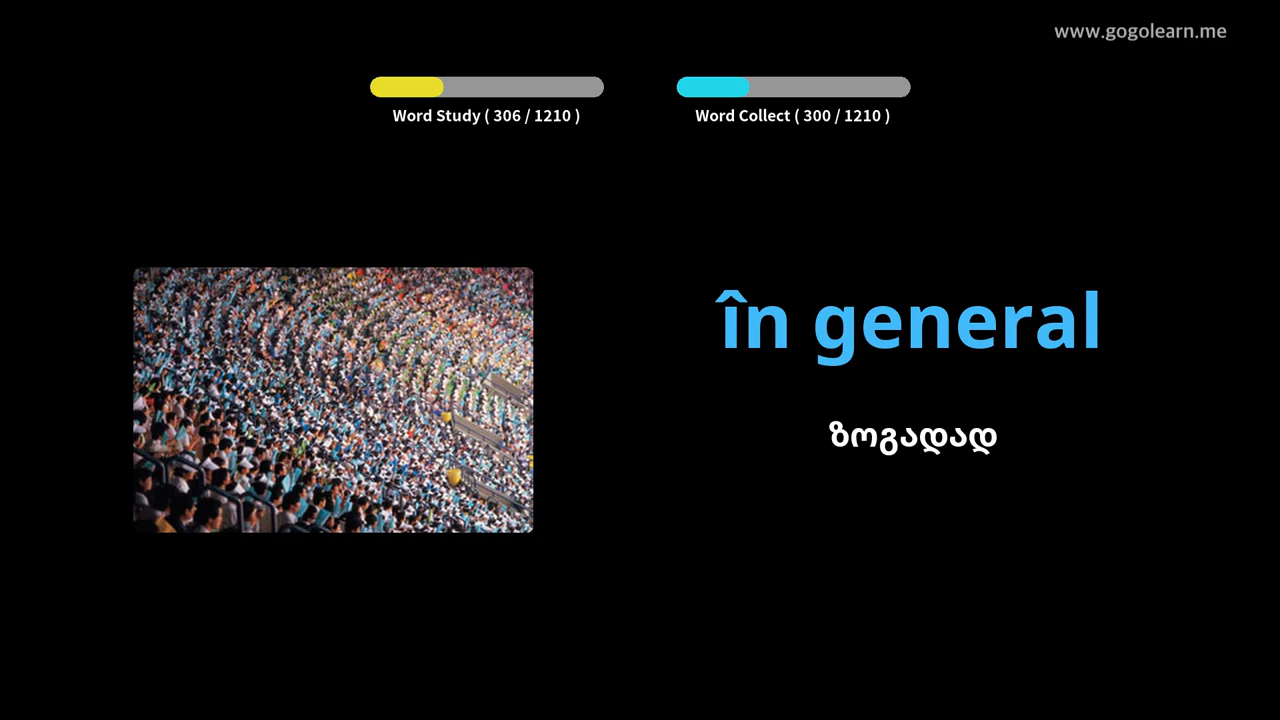 www.gogolearn.me
Word Study ( 306 / 1210 )
Word Collect ( 300 / 1210 )
în general
ზოგადად